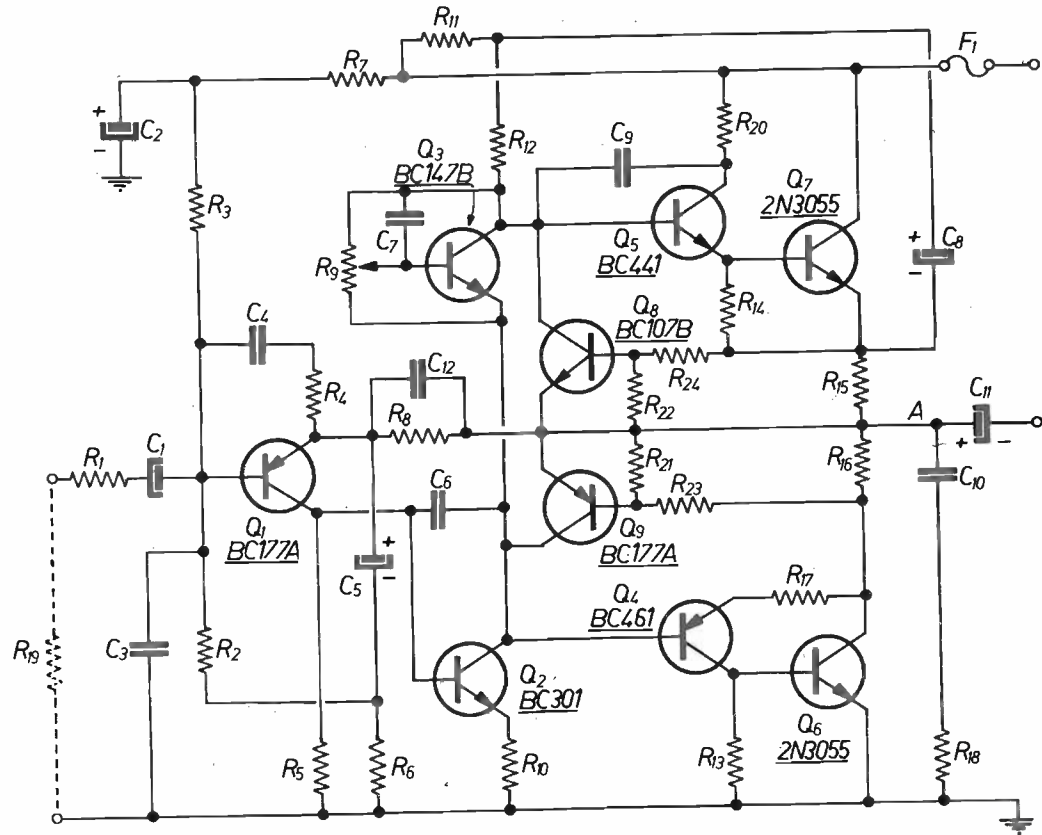 R11
F1
R7
+
C2
-
R12
C9
R20
Q3
BC147B
Q7
2N3055
R3
C7
R9
Q5
BC441
+
C8
-
R14
C4
Q8
BC107B
R4
C12
R24
R15
R22
A
C11
+ -
R8
R1
C1
R21
R16
C6
R23
C10
Q1
BC177A
+
C5
-
Q9
BC177A
R17
Q4
BC461
R19
C3
R2
Q2
BC301
Q6
2N3055
R5
R6
R10
R13
R18